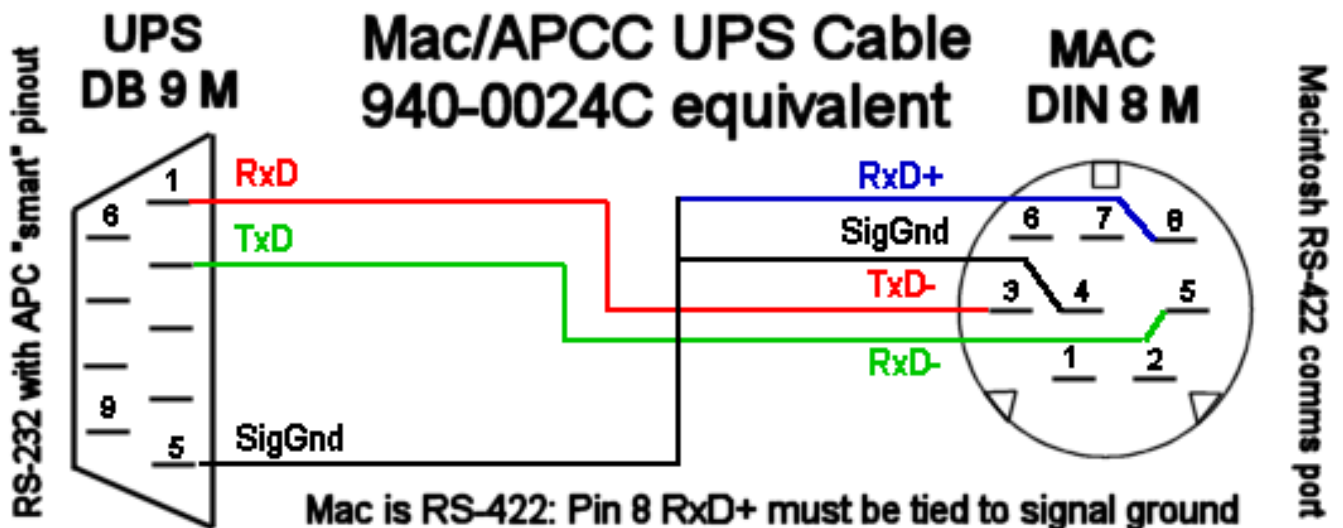 UPS
DB 9 M
Mac/APCC UPS Cable
940-0024C equivalent
MAC
DIN 8 M
RS-232 with APC "smart" pinout
Macintosh RS-422 comms port
1
6
9
5
RxD
TxD
SigGnd
RxD+
SigGnd
TxD-
RxD-
6
7
8
3
4
5
1
2
Mac is RS-422: Pin 8 RxD+ must be tied to signal ground